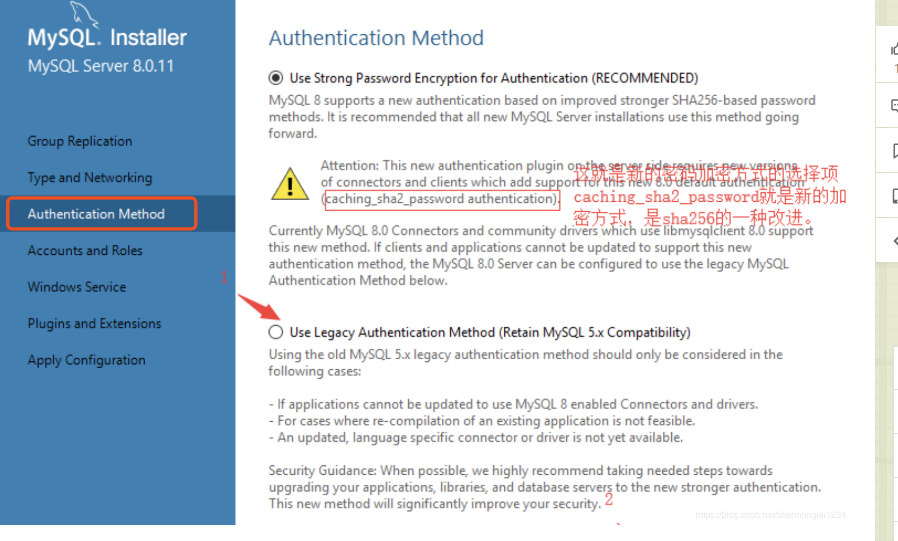 MySQL. Installer
MySQL Server 8.0.11
Group Replication
Type and Networking
Authentication Method
Accounts and Roles
Windows Service
Plugins and Extensions
Apply Configuration
Authentication Method
Use Strong Password Encryption for Authentication (RECOMMENDED)
MySQL 8 supports a new authentication based on improved stronger SHA256-based password
methods. It is recommended that all new MySQL Server installations use this method going
forward.
Attention: This new authentication plugin on the server side requires new versions
of connectors and clients which add support for this new 8.0 default authentication
(caching_sha2_password authentication).
这就是新的密码加密方式的选择项
caching_sha2_password就是新的加
密方式，是sha256的一种改进。
Currently MySQL 8.0 Connectors and community drivers which use libmysqlclient 8.0 support
this new method. If clients and applications cannot be updated to support this new
authentication method, the MySQL 8.0 Server can be configured to use the legacy MySQL
Authentication Method below.
1
Use Legacy Authentication Method (Retain MySQL 5.x Compatibility)
Using the old MySQL 5.x legacy authentication method should only be considered in the
following cases:
- If applications cannot be updated to use MySQL 8 enabled Connectors and drivers.
- For cases where re-compilation of an existing application is not feasible.
- An updated, language specific connector or driver is not yet available.
Security Guidance: When possible, we highly recommend taking needed steps towards
upgrading your applications, libraries, and database servers to the new stronger authentication.
This new method will significantly improve your security.
2